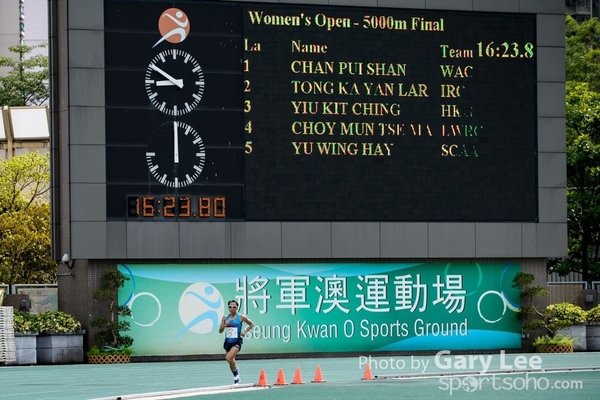 Women's Open - 5000m Final
La Name Team 16:23.8
1 CHAN PUI SHAN WAC
2 TONG KA YAN LAR IRC
3 YIU KIT CHING
4 CHOY MUN TSE MA LWRC
5 YU WING HAY SCAA
16:23.80
將軍澳運動場
Tseung Kwan O Sports Ground
Photo by Gary Lee
sportsoho.com